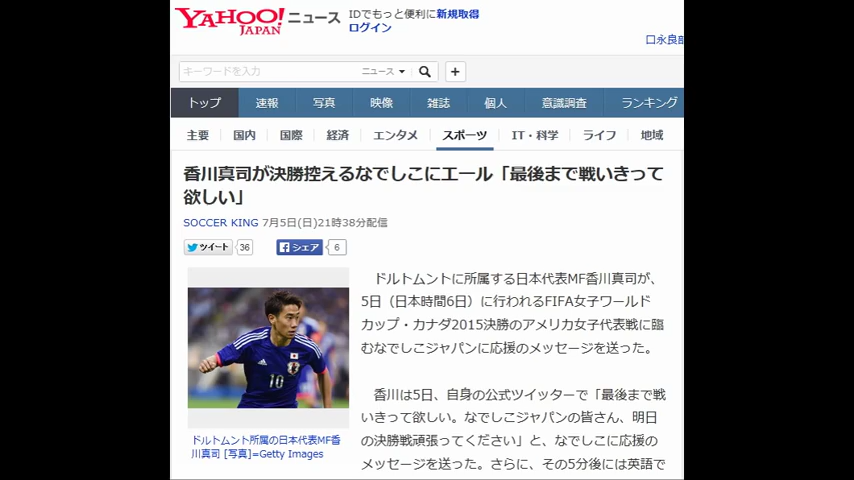 YAHOO! JAPAN ニュース
IDでもっと便利に新規取得
ログイン
口永良部
キーワードを入力 ニュース
トップ 速報 写真 映像 雑誌 個人 意識調査 ランキング
主要 国内 国際 経済 エンタメ スポーツ IT・科学 ライフ 地域
香川真司が決勝控えるなでしこにエール「最後まで戦いきって
欲しい」
SOCCER KING 7月5日(日)21時38分配信
ツイート 36 シェア 6
ドルトムントに所属する日本代表MF香川真司が、
5日（日本時間6日）に行われるFIFA女子ワールド
カップ・カナダ2015決勝のアメリカ女子代表戦に臨
むなでしこジャパンに応援のメッセージを送った。
香川は5日、自身の公式ツイッターで「最後まで戦
いきって欲しい。なでしこジャパンの皆さん、明日
の決勝戦頑張ってください」と、なでしこに応援の
メッセージを送った。さらに、その5分後には英語で
10
ドルトムント所属の日本代表MF香
川真司 [写真]=Getty Images